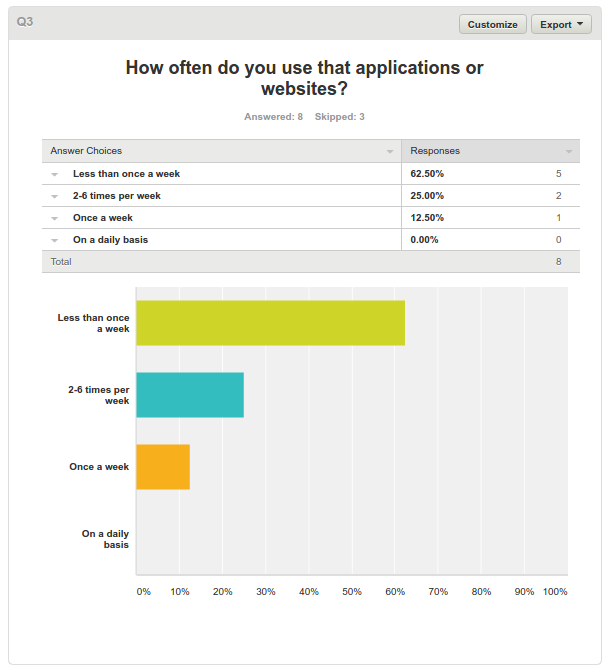 Q3
Customize
Export
How often do you use that applications or
websites?
Answered: 8 Skipped: 3
Answer Choices Responses
Less than once a week 62.50% 5
2-6 times per week 25.00% 2
Once a week 12.50% 1
On a daily basis 0.00% 0
Total 8
Less than once
a week
2-6 times per
week
Once a week
On a daily
basis
0% 10% 20% 30% 40% 50% 60% 70% 80% 90% 100%